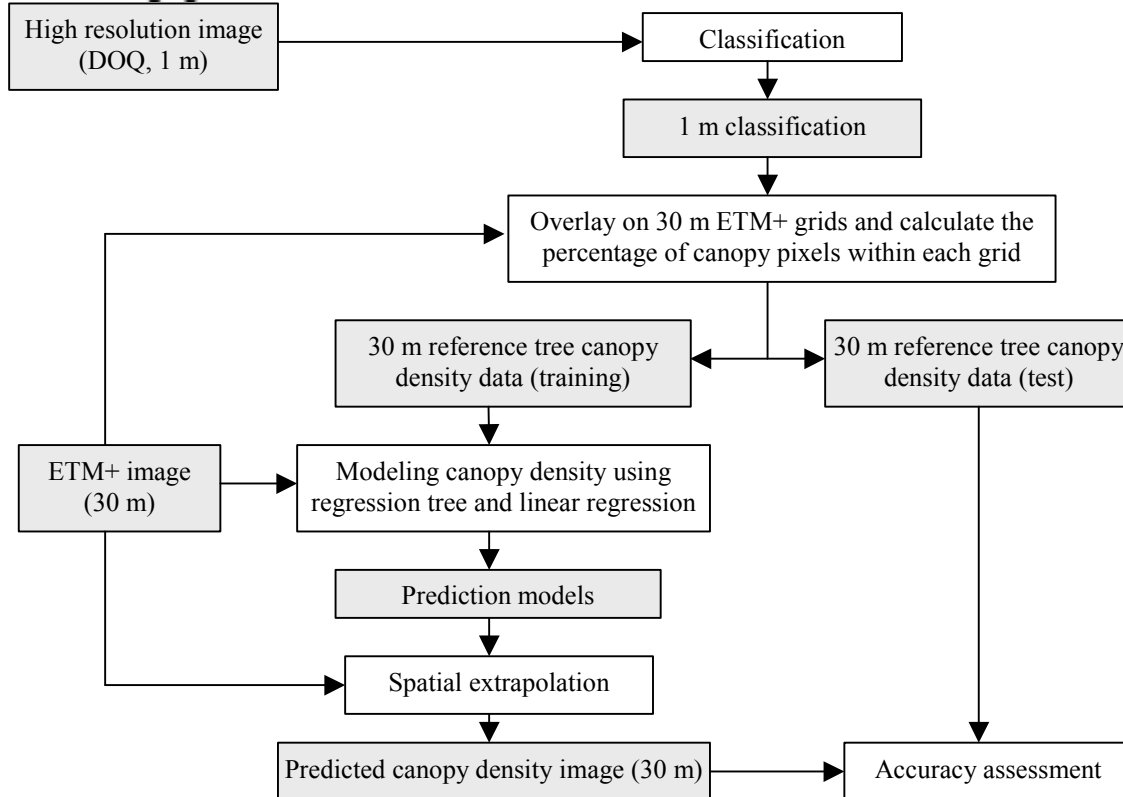 High resolution image
(DOQ, 1 m)
Classification
1 m classification
Overlay on 30 m ETM+ grids and calculate the
percentage of canopy pixels within each grid
30 m reference tree canopy
density data (training)
30 m reference tree canopy
density data (test)
ETM+ image
(30 m)
Modeling canopy density using
regression tree and linear regression
Prediction models
Spatial extrapolation
Predicted canopy density image (30 m)
Accuracy assessment